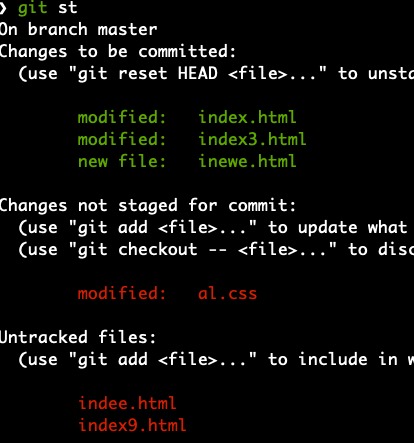 ❯ git st
On branch master
Changes to be committed:
(use "git reset HEAD <file>..." to unsta
modified: index.html
modified: index3.html
new file: inewe.html
Changes not staged for commit:
(use "git add <file>..." to update what
(use "git checkout -- <file>..." to disc
modified: al.css
Untracked files:
(use "git add <file>..." to include in w
indee.html
index9.html